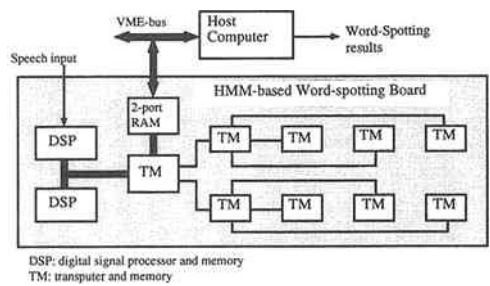 VME-bus
Host
Computer
Word-Spotting
results
Speech input
HMM-based Word-spotting Board
2-port
RAM
DSP
TM
TM
TM
TM
TM
DSP
TM
TM
TM
TM
DSP: digital signal processor and memory
TM: transputer and memory